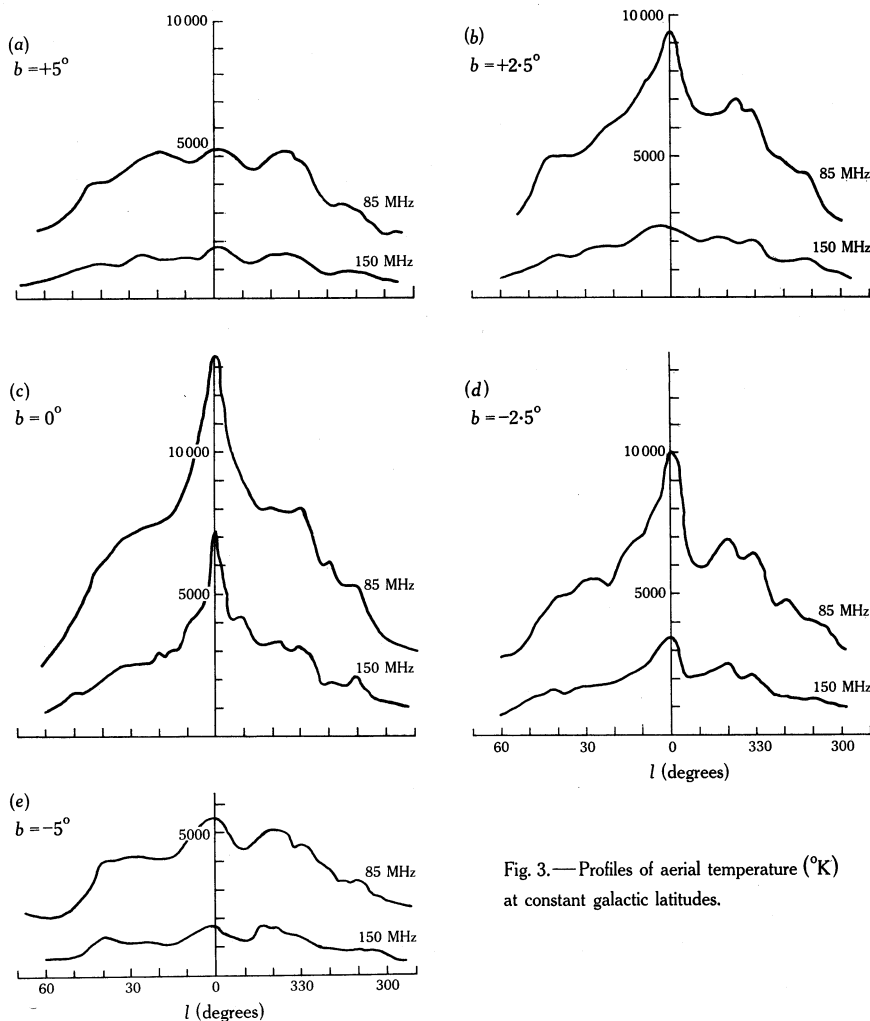 (a)
b = +5°
10 000
5000
85 MHz
150 MHz
(b)
b = +2·5°
10 000
5000
85 MHz
150 MHz
(c)
b = 0°
10 000
5000
85 MHz
150 MHz
(d)
b = −2·5°
10 000
5000
85 MHz
150 MHz
60 30 0 330 300
l (degrees)
(e)
b = −5°
5000
85 MHz
150 MHz
60 30 0 330 300
l (degrees)
Fig. 3.—Profiles of aerial temperature (°K)
at constant galactic latitudes.